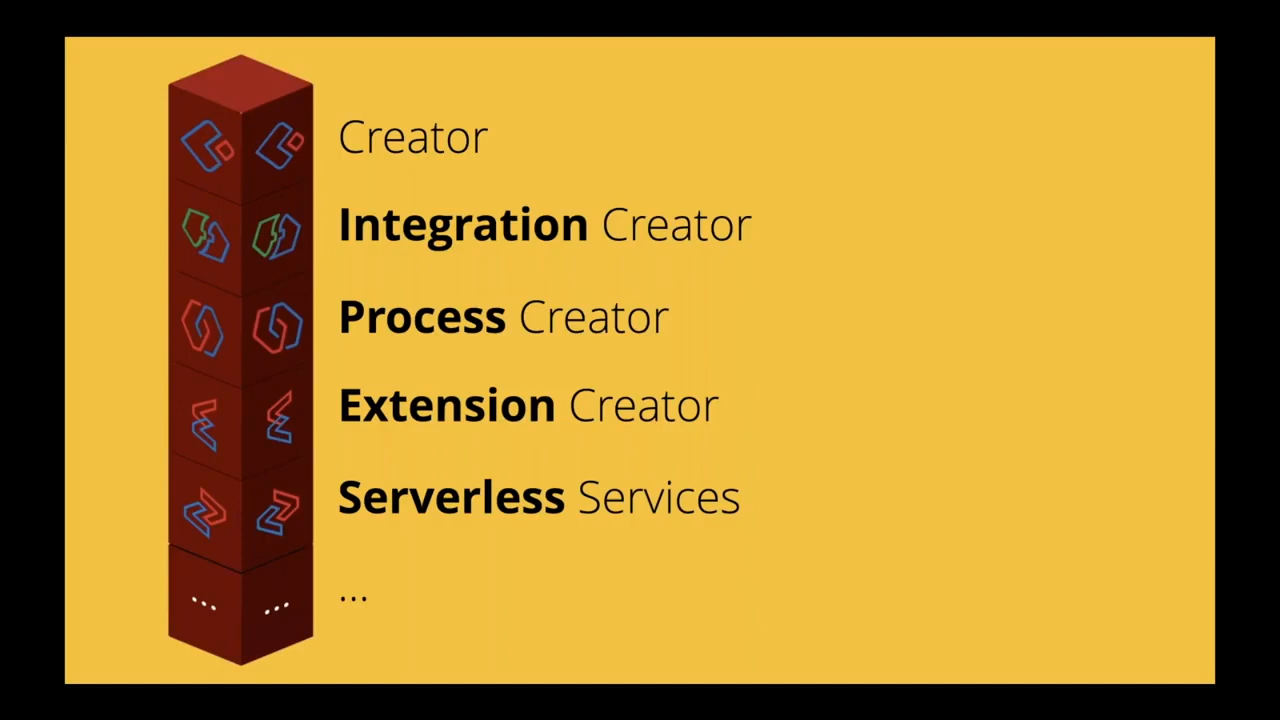 Creator
Integration Creator
Process Creator
Extension Creator
Serverless Services
...